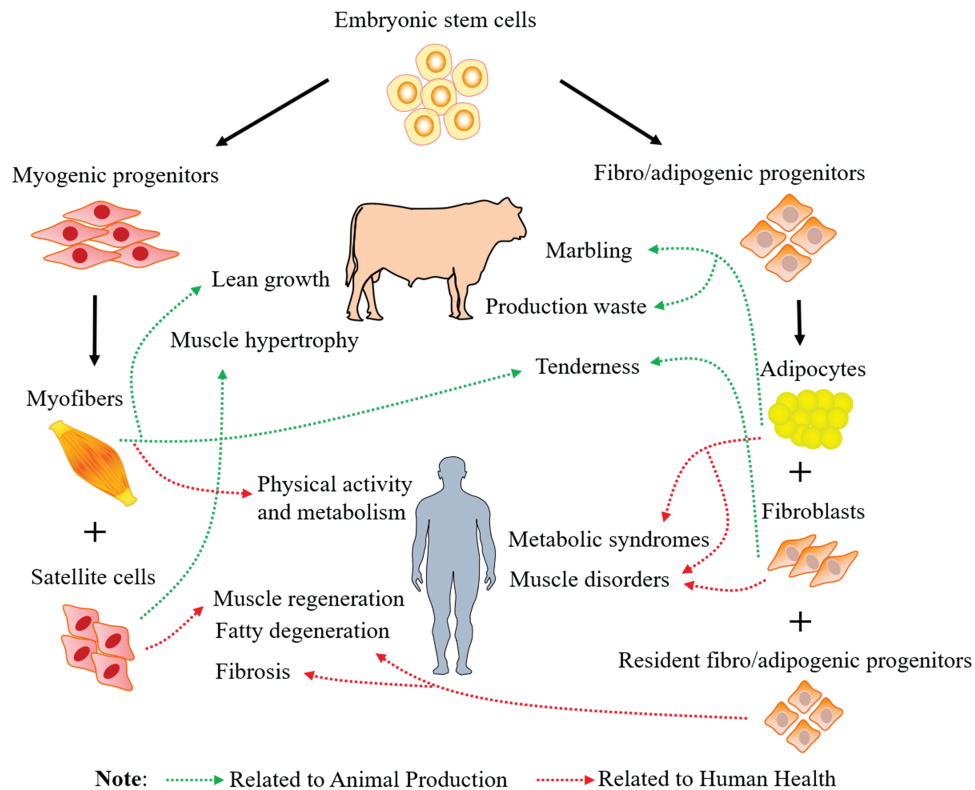 Embryonic stem cells
Myogenic progenitors
Fibro/adipogenic progenitors
Marbling
Lean growth
Production waste
Muscle hypertrophy
Tenderness
Adipocytes
Myofibers
+
Physical activity
and metabolism
Fibroblasts
+
Metabolic syndromes
Satellite cells
Muscle disorders
Muscle regeneration
Fatty degeneration
+
Fibrosis
Resident fibro/adipogenic progenitors
Note: Related to Animal Production Related to Human Health